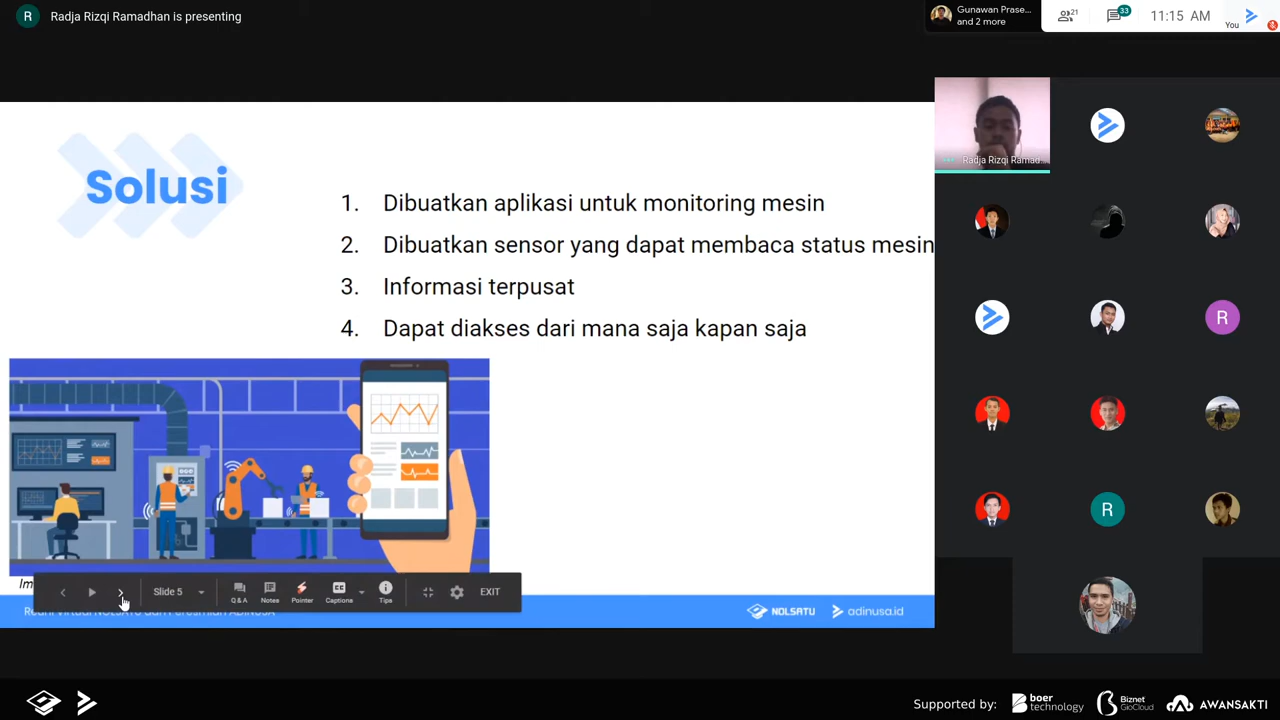 R
Radja Rizqi Ramadhan is presenting
Gunawan Prase...
and 2 more
21
33
11:15 AM
You
Solusi
1. Dibuatkan aplikasi untuk monitoring mesin
2. Dibuatkan sensor yang dapat membaca status mesin
3. Informasi terpusat
4. Dapat diakses dari mana saja kapan saja
Radja Rizqi Ramad...
R
R
Slide 5
Q & A
Notes
Pointer
Captions
Tips
EXIT
NOLSATU
adinusa.id
Supported by:
boer
technology
Biznet
GioCloud
AWANSAKTI